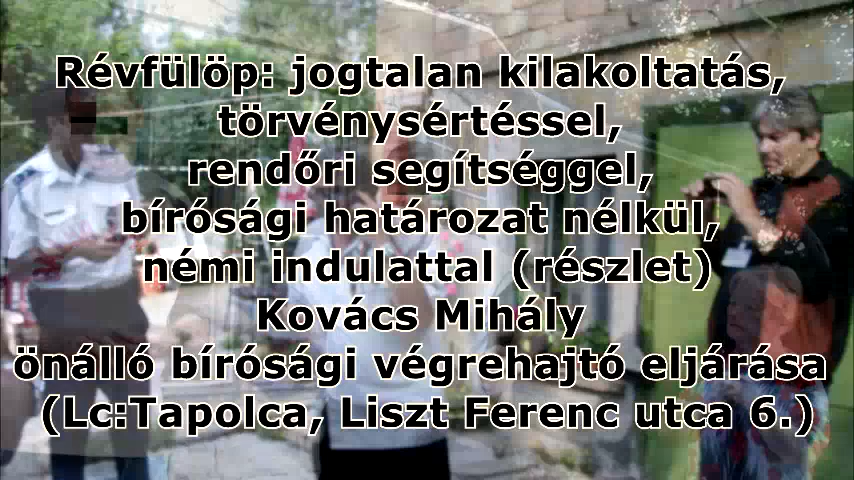 Révfülöp: jogtalan kilakoltatás,
törvénysértéssel,
rendőri segítséggel,
bírósági határozat nélkül,
némi indulattal (részlet)
Kovács Mihály
önálló bírósági végrehajtó eljárása
(Lc:Tapolca, Liszt Ferenc utca 6.)